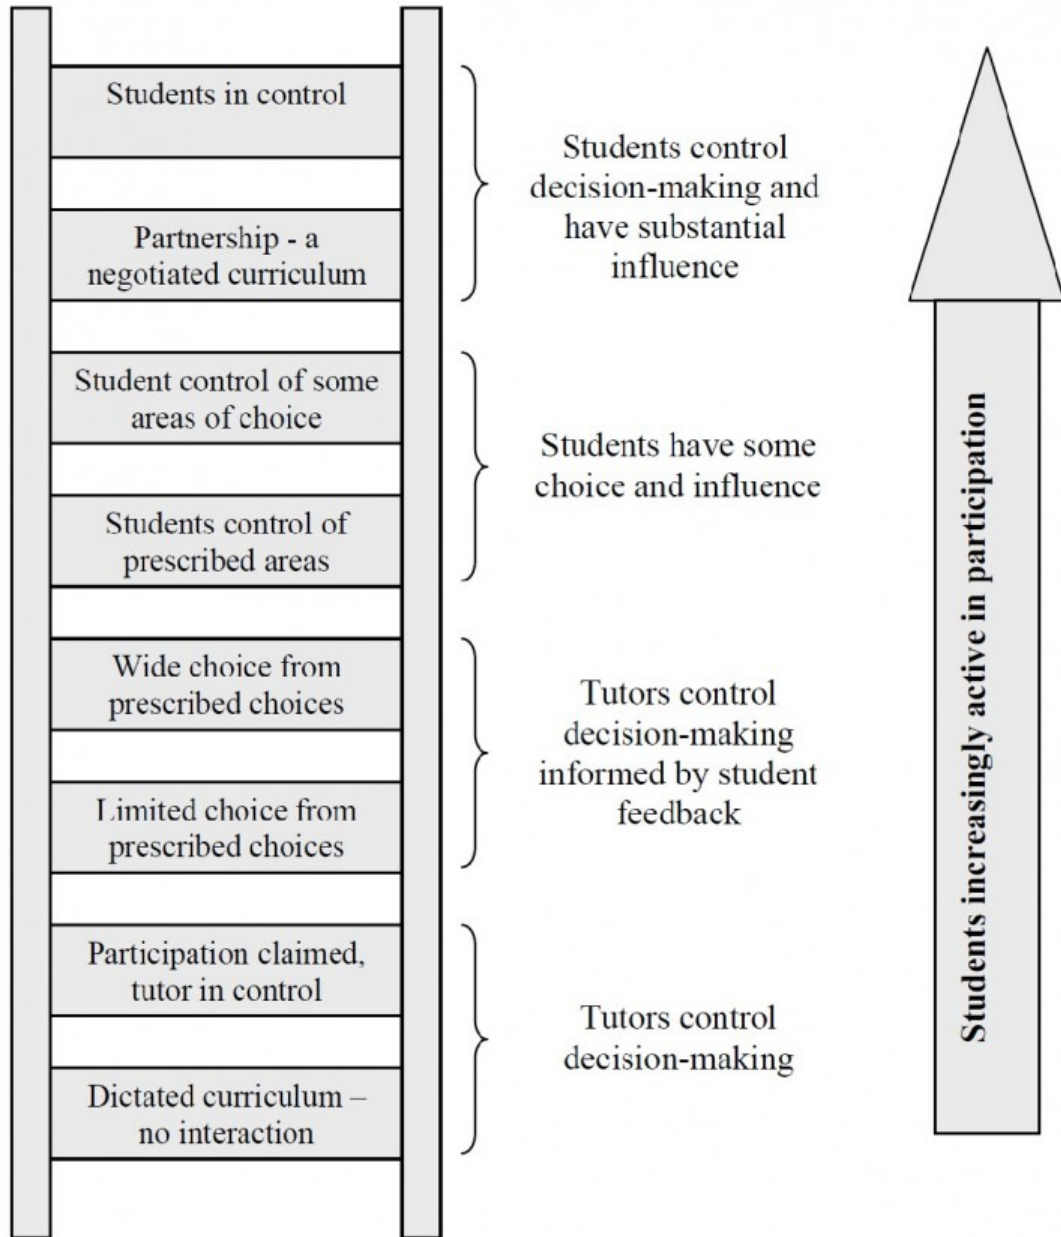 Students in control
Partnership - a
negotiated curriculum
Students control
decision-making and
have substantial
influence
Student control of some
areas of choice
Students control of
prescribed areas
Students have some
choice and influence
Wide choice from
prescribed choices
Limited choice from
prescribed choices
Tutors control
decision-making
informed by student
feedback
Participation claimed,
tutor in control
Dictated curriculum –
no interaction
Tutors control
decision-making
Students increasingly active in participation